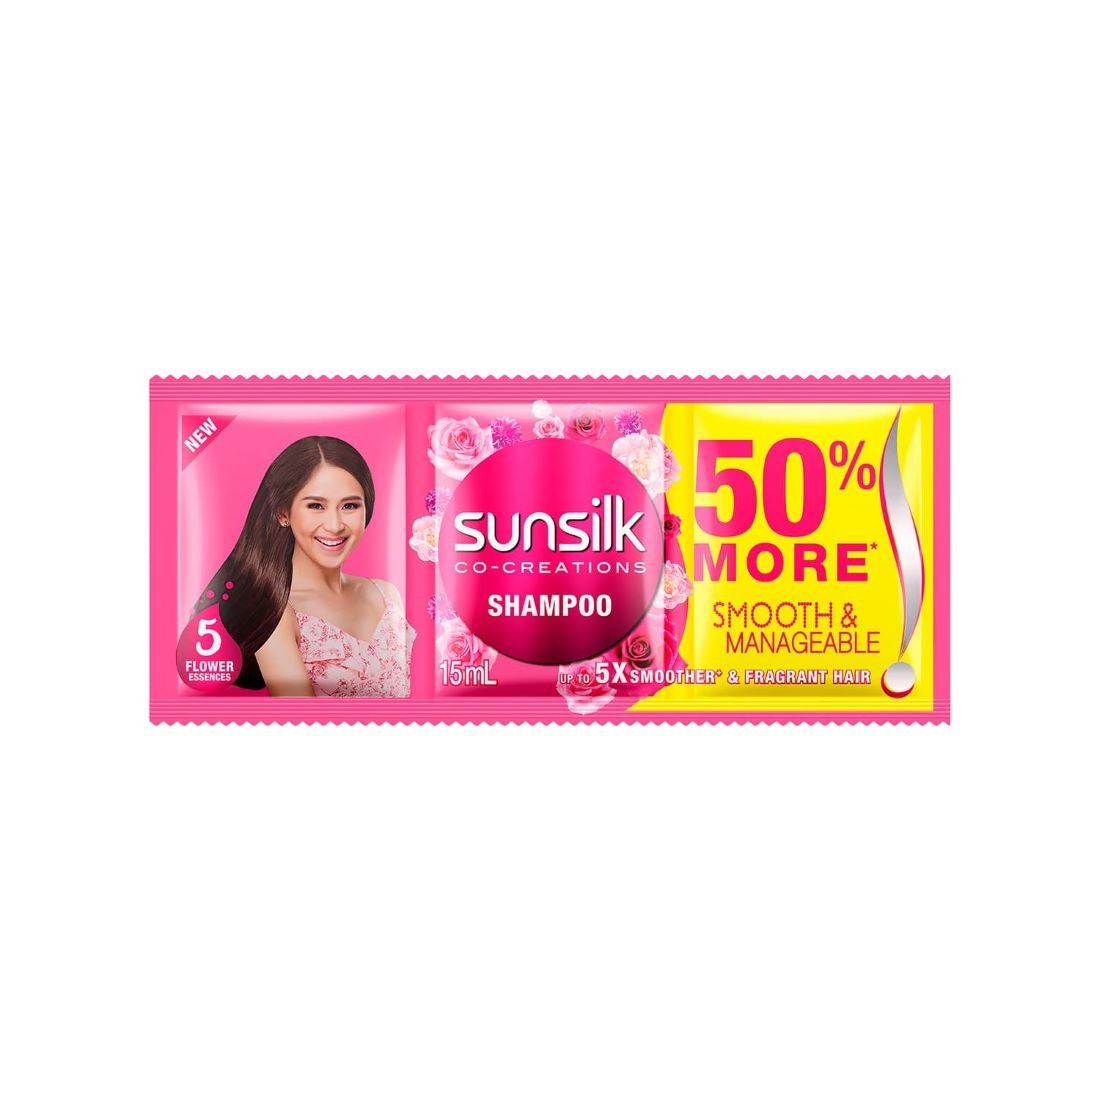 NEW
5
FLOWER
ESSENCES
sunsilk
CO-CREATIONS
SHAMPOO
15mL
50%
MORE*
SMOOTH &
MANAGEABLE
UP TO 5X SMOOTHER* & FRAGRANT HAIR